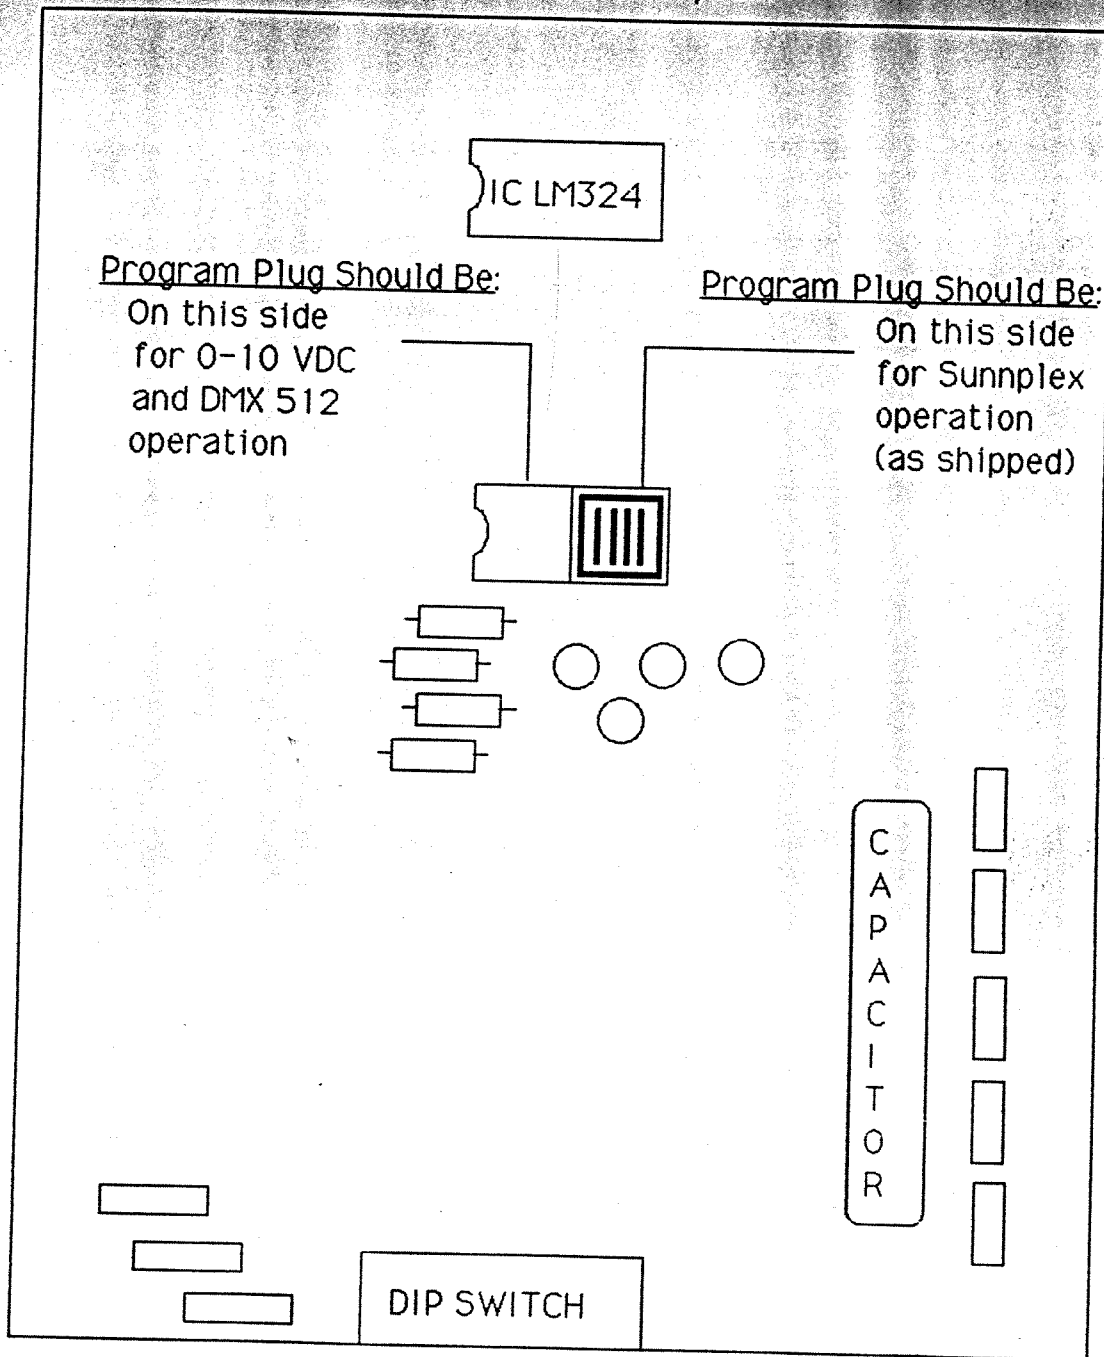 IC LM324
Program Plug Should Be:
On this side
for 0-10 VDC
and DMX 512
operation
Program Plug Should Be:
On this side
for Sunnplex
operation
(as shipped)
CAPACITOR
DIP SWITCH